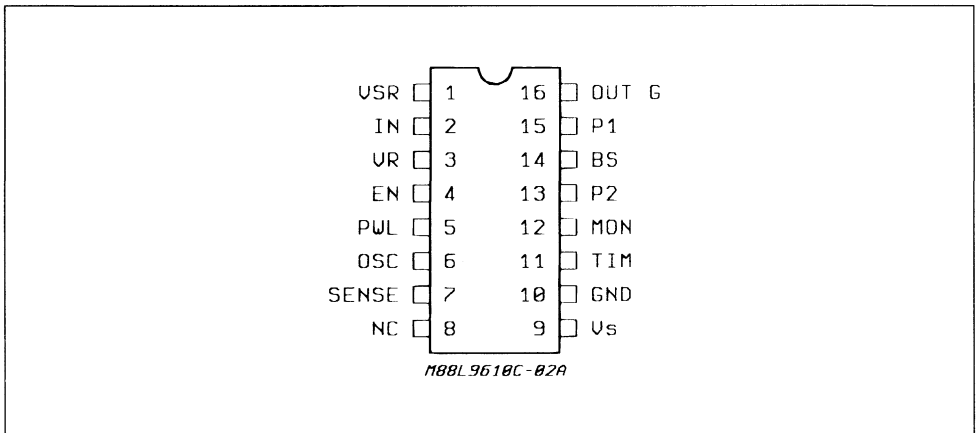 VSR 1 16 OUT G
IN 2 15 P1
VR 3 14 BS
EN 4 13 P2
PWL 5 12 MON
OSC 6 11 TIM
SENSE 7 10 GND
NC 8 9 Vs
M88L9610C-02A